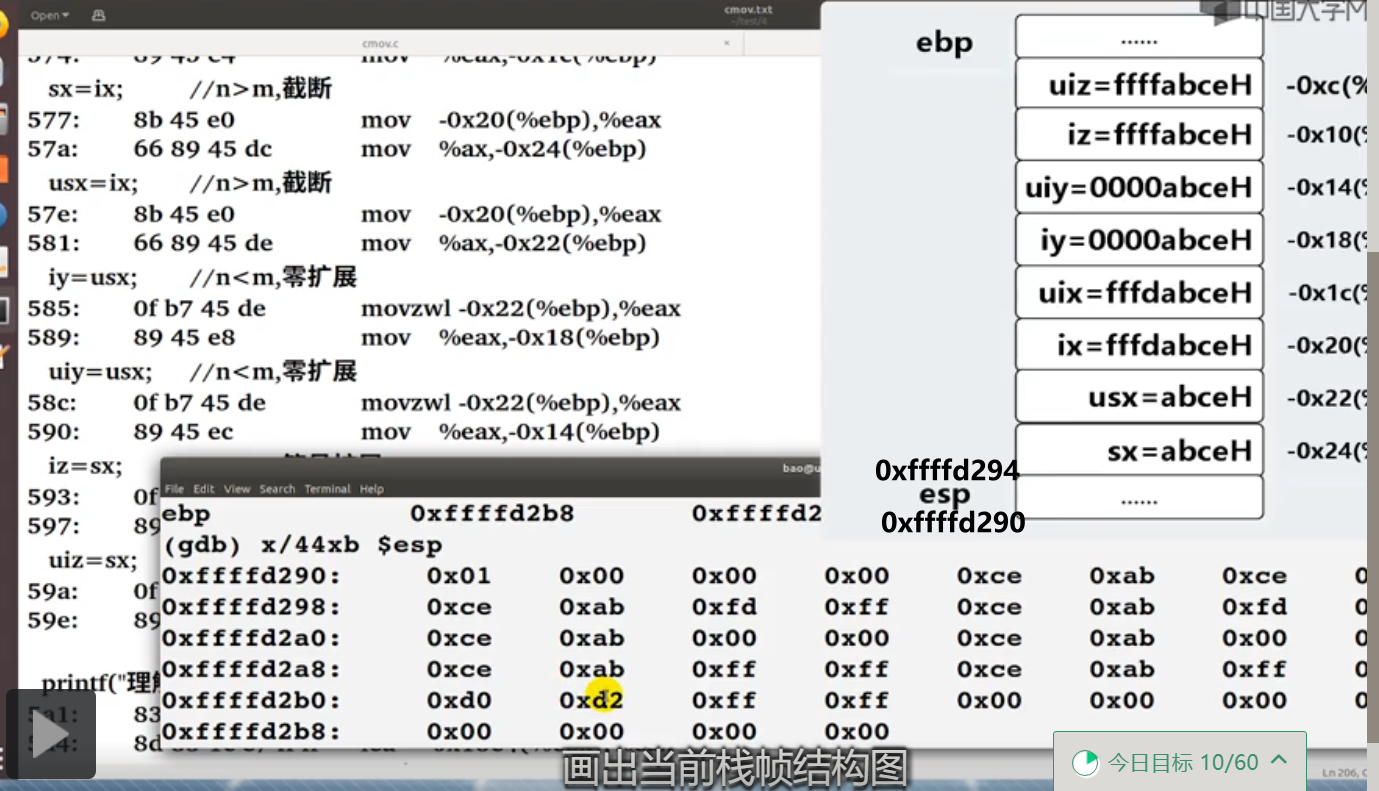 Open
cmov.txt
~/test/4
cmov.c
574: 89 45 e4 mov %eax,-0x1c(%ebp)
sx=ix; //n>m,截断
577: 8b 45 e0 mov -0x20(%ebp),%eax
57a: 66 89 45 dc mov %ax,-0x24(%ebp)
usx=ix; //n>m,截断
57e: 8b 45 e0 mov -0x20(%ebp),%eax
581: 66 89 45 de mov %ax,-0x22(%ebp)
iy=usx; //n<m,零扩展
585: 0f b7 45 de movzwl -0x22(%ebp),%eax
589: 89 45 e8 mov %eax,-0x18(%ebp)
uiy=usx; //n<m,零扩展
58c: 0f b7 45 de movzwl -0x22(%ebp),%eax
590: 89 45 ec mov %eax,-0x14(%ebp)
iz=sx;
593: 0f
597: 89
uiz=sx;
59a: 0f
59e: 89
printf("理
5a1: 83
8d
中国大学M
ebp
......
uiz=ffffabceH -0xc(%
iz=ffffabceH -0x10(%
uiy=0000abceH -0x14(%
iy=0000abceH -0x18(%
uix=fffdabceH -0x1c(%
ix=fffdabceH -0x20(%
usx=abceH -0x22(%
sx=abceH -0x24(%
0xffffd294
esp
......
0xffffd290
bao@u
File Edit View Search Terminal Help
ebp 0xffffd2b8 0xffffd2
(gdb) x/44xb $esp
0xffffd290: 0x01 0x00 0x00 0x00 0xce 0xab 0xce 0
0xffffd298: 0xce 0xab 0xfd 0xff 0xce 0xab 0xfd 0
0xffffd2a0: 0xce 0xab 0x00 0x00 0xce 0xab 0x00 0
0xffffd2a8: 0xce 0xab 0xff 0xff 0xce 0xab 0xff 0
0xffffd2b0: 0xd0 0xd2 0xff 0xff 0x00 0x00 0x00 0
0xffffd2b8: 0x00 0x00 0x00 0x00
画出当前栈帧结构图
今日目标 10/60
Ln 206, C